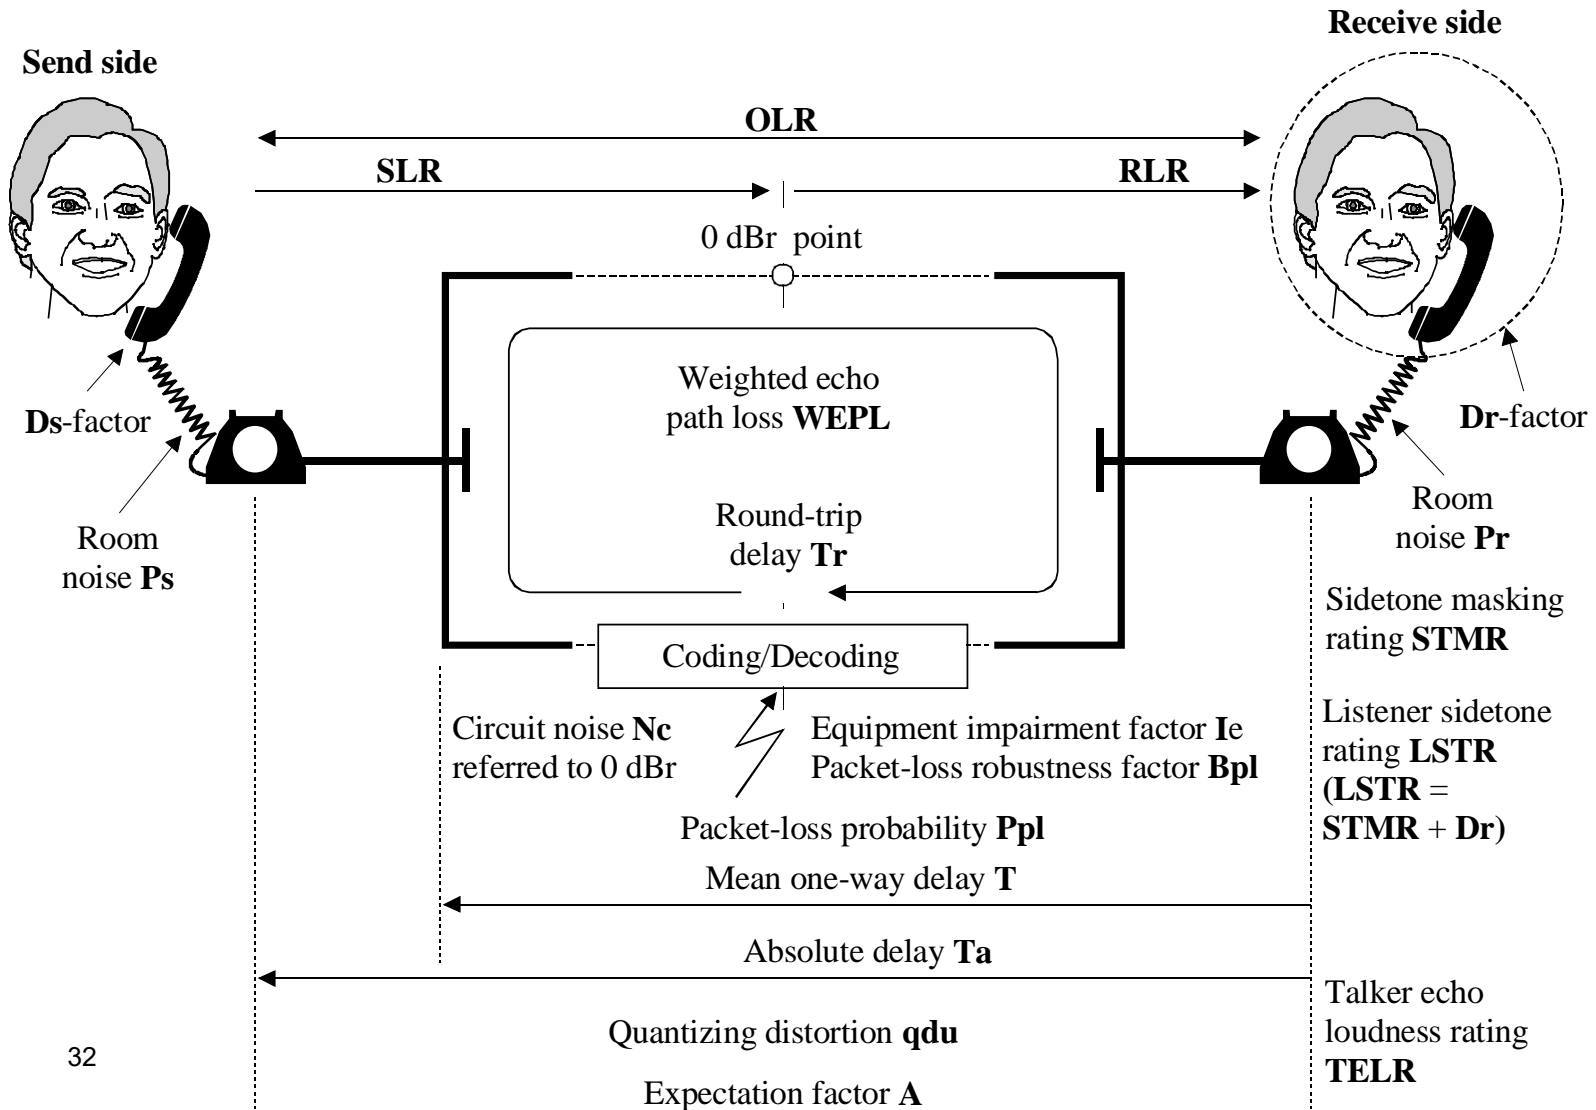 Receive side
Send side
OLR
SLR
RLR
0 dBr point
Weighted echo
path loss WEPL
Ds-factor
Dr-factor
Round-trip
delay Tr
Room
noise Ps
Room
noise Pr
Sidetone masking
rating STMR
Coding/Decoding
Circuit noise Nc
referred to 0 dBr
Equipment impairment factor Ie
Packet-loss robustness factor Bpl
Listener sidetone
rating LSTR
(LSTR =
STMR + Dr)
Packet-loss probability Ppl
Mean one-way delay T
Absolute delay Ta
Talker echo
loudness rating
TELR
Quantizing distortion qdu
32
Expectation factor A